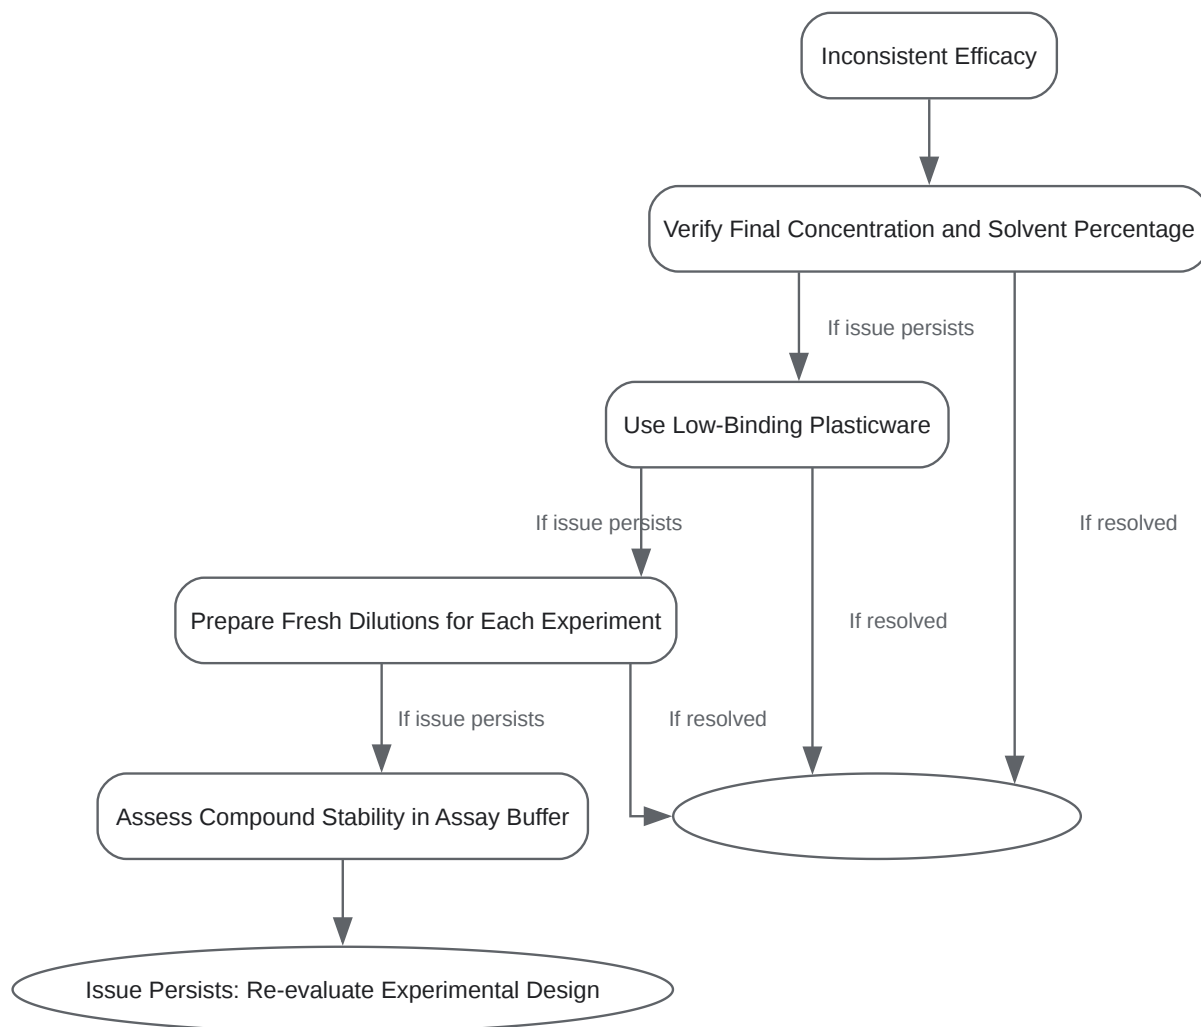 Inconsistent Efficacy
Verify Final Concentration and Solvent Percentage
If issue persists
Use Low-Binding Plasticware
If issue persists
If resolved
Prepare Fresh Dilutions for Each Experiment
If resolved
If issue persists
If resolved
Assess Compound Stability in Assay Buffer
Issue Persists: Re-evaluate Experimental Design